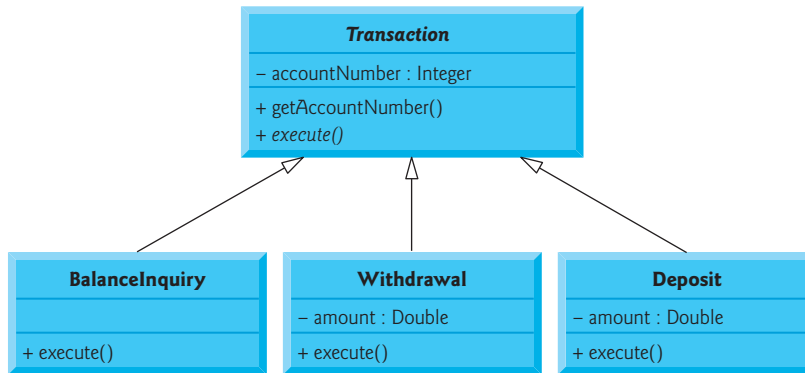 Transaction
– accountNumber : Integer
+ getAccountNumber()
+ execute()
BalanceInquiry
+ execute()
Withdrawal
– amount : Double
+ execute()
Deposit
– amount : Double
+ execute()